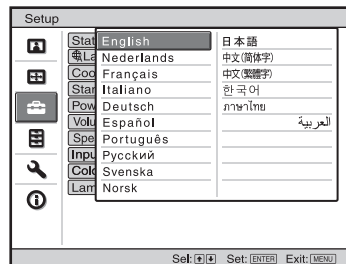 Setup
Stat
La
Coo
Star
Pow
Volu
Spe
Inpu
Colo
Lam
English
Nederlands
Français
Italiano
Deutsch
Español
Português
Русский
Svenska
Norsk
日本語
中文(简体字)
中文(繁體字)
한국어
ภาษาไทย
العربية
Sel: Set: ENTER Exit: MENU